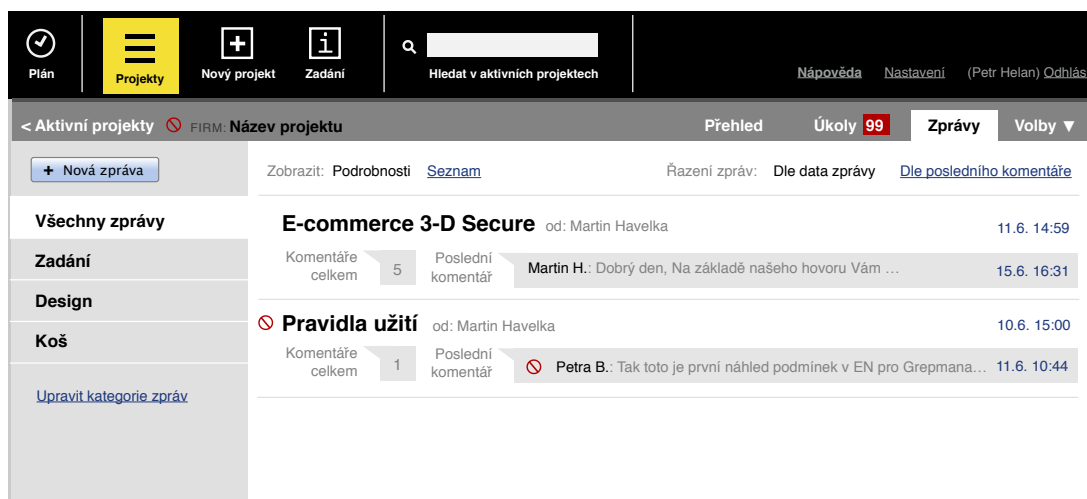 Plán
Projekty
Nový projekt
Zadání
Hledat v aktivních projektech
Nápověda Nastavení (Petr Helan) Odhlás
< Aktivní projekty FIRM: Název projektu Přehled Úkoly 99 Zprávy Volby ▼
+ Nová zpráva
Zobrazit: Podrobnosti Seznam Řazení zpráv: Dle data zprávy Dle posledního komentáře
Všechny zprávy
Zadání
Design
Koš
Upravit kategorie zpráv
E-commerce 3-D Secure od: Martin Havelka 11.6. 14:59
Komentáře
celkem
5
Poslední
komentář
Martin H.: Dobrý den, Na základě našeho hovoru Vám … 15.6. 16:31
Pravidla užití od: Martin Havelka 10.6. 15:00
Komentáře
celkem
1
Poslední
komentář
Petra B.: Tak toto je první náhled podmínek v EN pro Grepmana… 11.6. 10:44